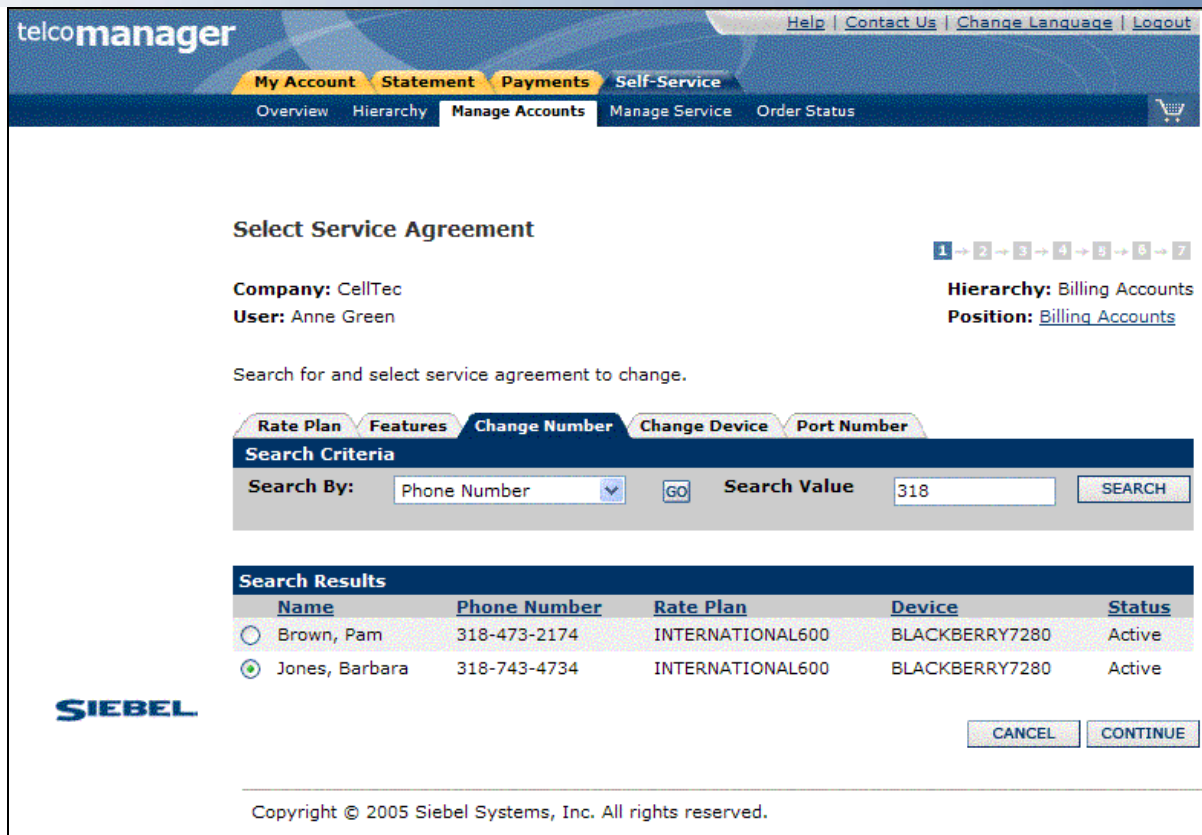 telcomanager
Help | Contact Us | Change Language | Logout
My Account Statement Payments Self-Service
Overview Hierarchy Manage Accounts Manage Service Order Status
Select Service Agreement
1 → 2 → 3 → 4 → 5 → 6 → 7
Company: CellTec
Hierarchy: Billing Accounts
User: Anne Green
Position: Billing Accounts
Search for and select service agreement to change.
Rate Plan Features Change Number Change Device Port Number
Search Criteria
Search By: Phone Number GO Search Value 318 SEARCH
Search Results
Name Phone Number Rate Plan Device Status
Brown, Pam 318-473-2174 INTERNATIONAL600 BLACKBERRY7280 Active
Jones, Barbara 318-743-4734 INTERNATIONAL600 BLACKBERRY7280 Active
SIEBEL.
CANCEL CONTINUE
Copyright © 2005 Siebel Systems, Inc. All rights reserved.